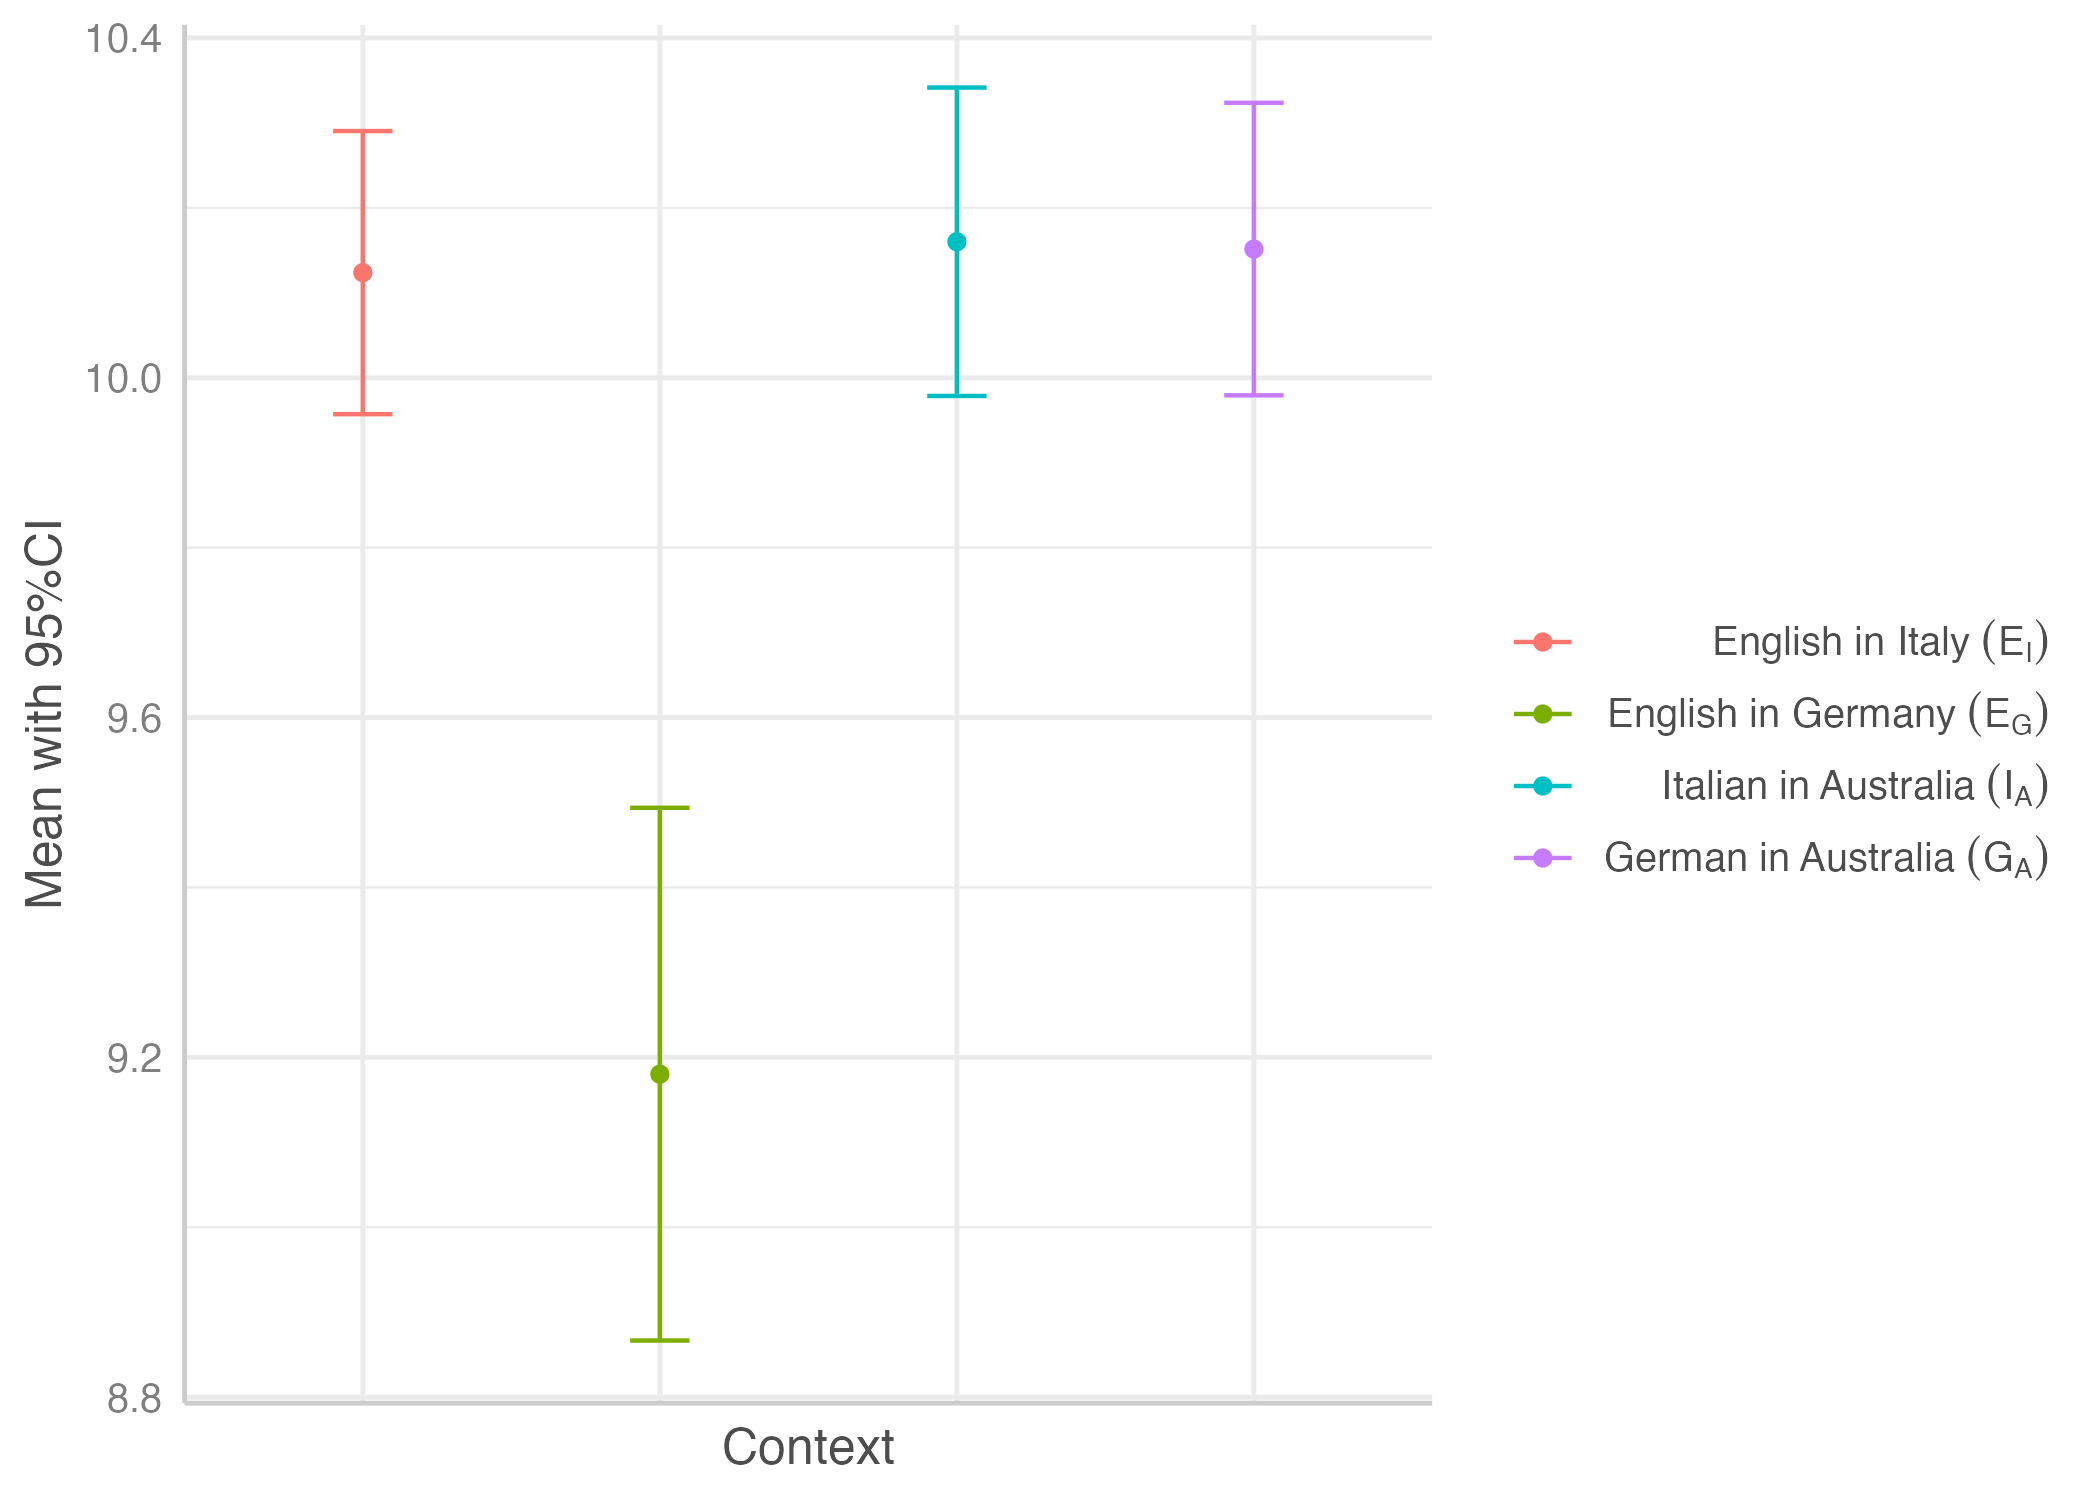 10.4
10.0
9.6
9.2
8.8
Mean with 95%CI
Context
English in Italy (E_I)
English in Germany (E_G)
Italian in Australia (I_A)
German in Australia (G_A)